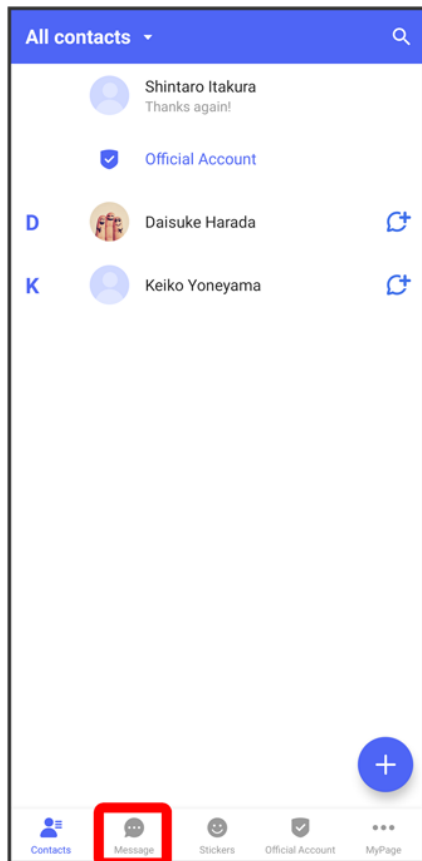 All contacts
Shintaro Itakura
Thanks again!
Official Account
D
Daisuke Harada
K
Keiko Yoneyama
Contacts
Message
Stickers
Official Account
MyPage